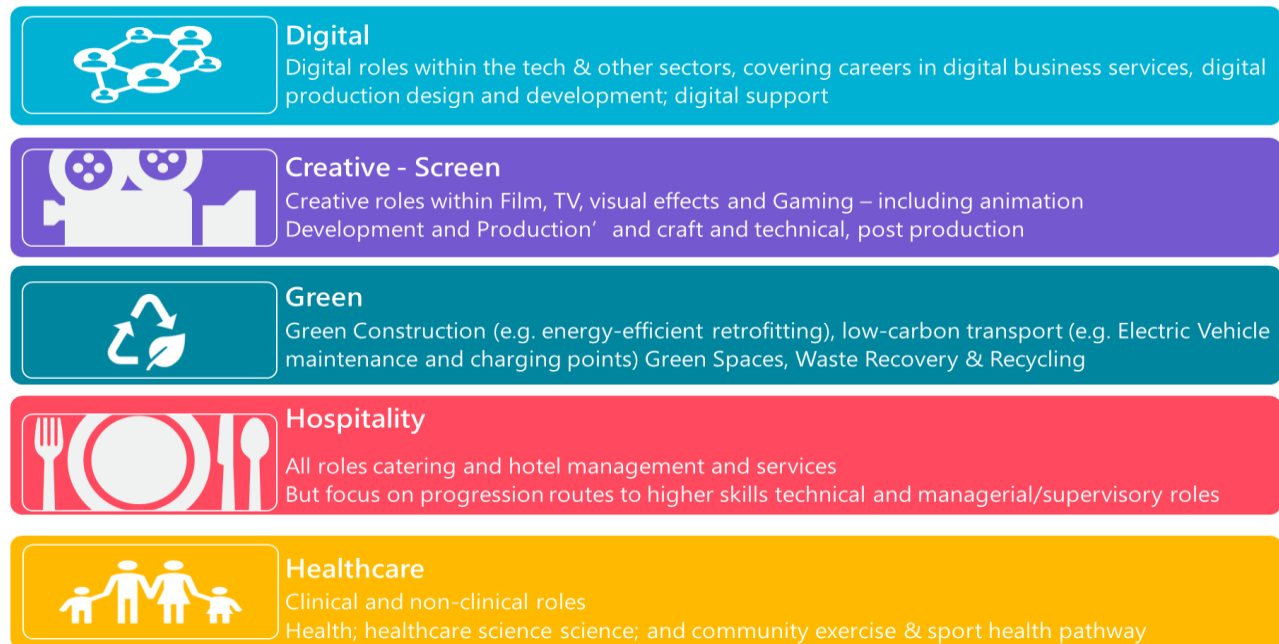 Digital
Digital roles within the tech & other sectors, covering careers in digital business services, digital
production design and development; digital support
Creative - Screen
Creative roles within Film, TV, visual effects and Gaming – including animation
Development and Production’ and craft and technical, post production
Green
Green Construction (e.g. energy-efficient retrofitting), low-carbon transport (e.g. Electric Vehicle
maintenance and charging points) Green Spaces, Waste Recovery & Recycling
Hospitality
All roles catering and hotel management and services
But focus on progression routes to higher skills technical and managerial/supervisory roles
Healthcare
Clinical and non-clinical roles
Health; healthcare science science; and community exercise & sport health pathway